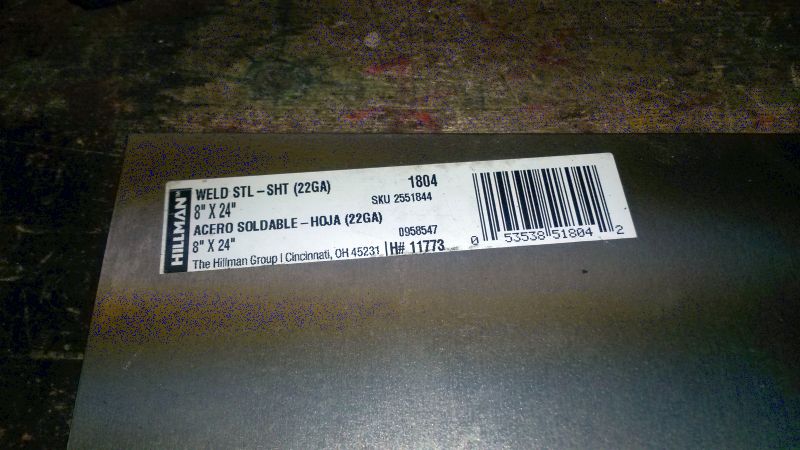 HILLMAN™
WELD STL-SHT (22GA) 1804
8" X 24" SKU 2551844
ACERO SOLDABLE-HOJA (22GA)
8" X 24" 0958547
The Hillman Group | Cincinnati, OH 45231 | H# 11773
0 53538 51804 2